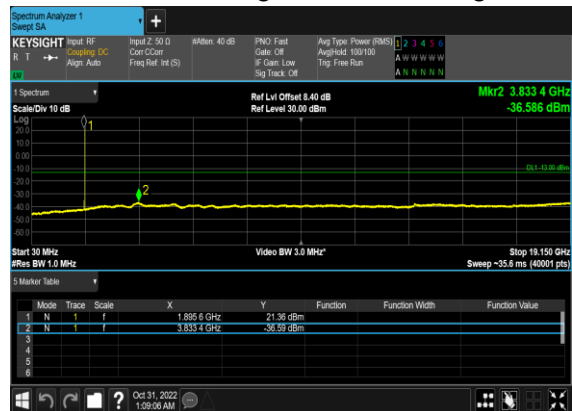 Spectrum Analyzer 1
Swept SA
+
KEYSIGHT Input: RF Input Z: 50 Ω #Atten: 40 dB PNO: Fast Avg Type: Power (RMS) 1 2 3 4 5 6
R T Coupling: DC Corr CCorr Gate: Off Avg|Hold: 100/100 A W W W W W
Align: Auto Freq Ref: Int (S) IF Gain: Low Trig: Free Run A N N N N N
LW Sig Track: Off
1 Spectrum Ref Lvl Offset 8.40 dB Mkr2 3.833 4 GHz
Scale/Div 10 dB Ref Level 30.00 dBm -36.586 dBm
Log
1
20.0
10.0
0.00
-10.0
DL1 -13.00 dBm
-20.0
2
-30.0
-40.0
-50.0
-60.0
Start 30 MHz Video BW 3.0 MHz* Stop 19.150 GHz
#Res BW 1.0 MHz Sweep ~35.6 ms (40001 pts)
5 Marker Table
Mode Trace Scale X Y Function Function Width Function Value
1 N 1 f 1.895 6 GHz 21.36 dBm
2 N 1 f 3.833 4 GHz -36.59 dBm
3
4
5
6
? Oct 31, 2022
1:09:06 AM